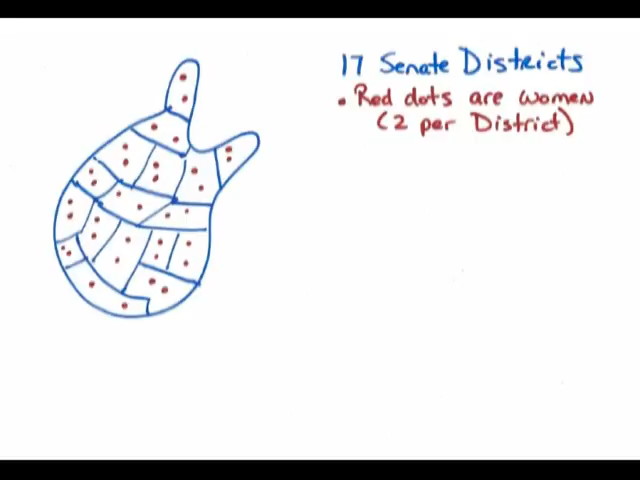 17 Senate Districts
• Red dots are women
(2 per District)